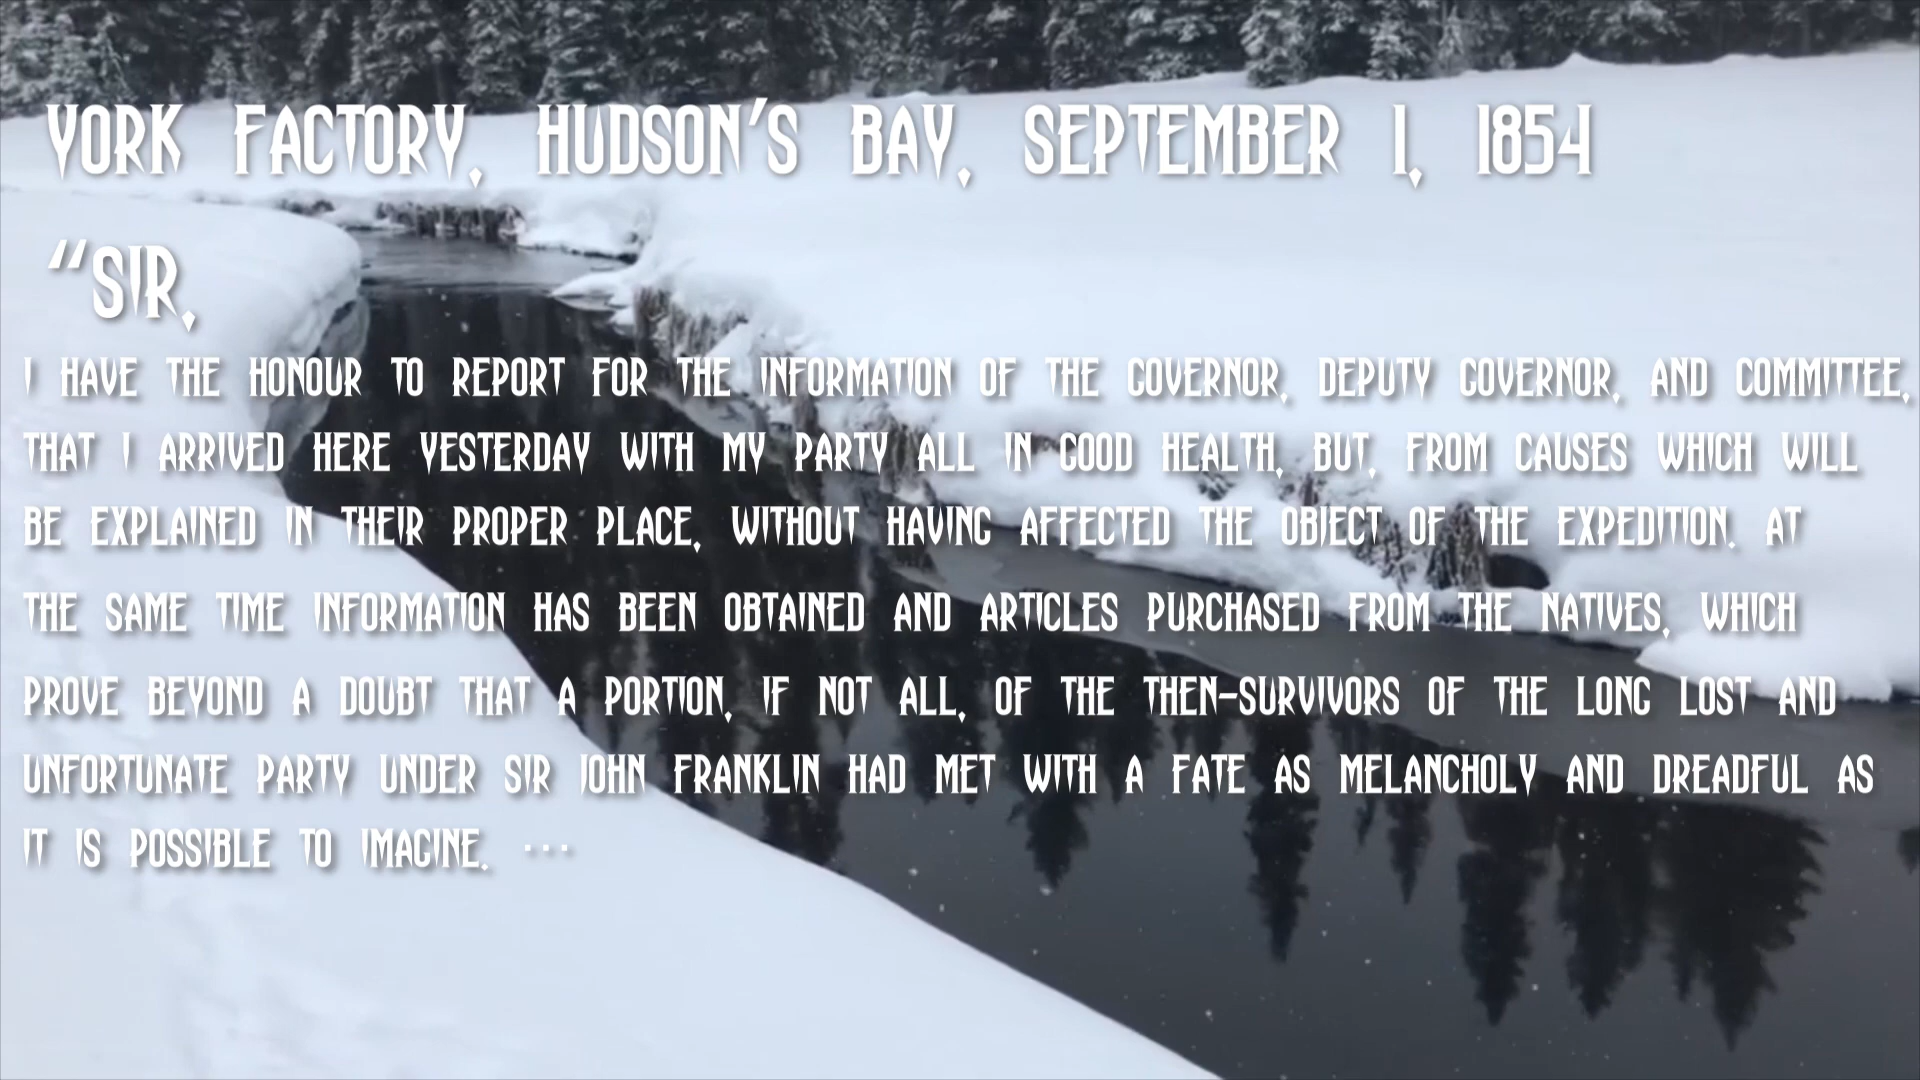 YORK FACTORY, HUDSON'S BAY, SEPTEMBER 1, 1854
"SIR,
I HAVE THE HONOUR TO REPORT FOR THE INFORMATION OF THE GOVERNOR, DEPUTY GOVERNOR, AND COMMITTEE,
THAT I ARRIVED HERE YESTERDAY WITH MY PARTY ALL IN GOOD HEALTH, BUT, FROM CAUSES WHICH WILL
BE EXPLAINED IN THEIR PROPER PLACE, WITHOUT HAVING AFFECTED THE OBJECT OF THE EXPEDITION. AT
THE SAME TIME INFORMATION HAS BEEN OBTAINED AND ARTICLES PURCHASED FROM THE NATIVES, WHICH
PROVE BEYOND A DOUBT THAT A PORTION, IF NOT ALL, OF THE THEN-SURVIVORS OF THE LONG LOST AND
UNFORTUNATE PARTY UNDER SIR JOHN FRANKLIN HAD MET WITH A FATE AS MELANCHOLY AND DREADFUL AS
IT IS POSSIBLE TO IMAGINE. ...